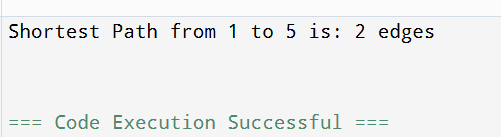 Shortest Path from 1 to 5 is: 2 edges
=== Code Execution Successful ===